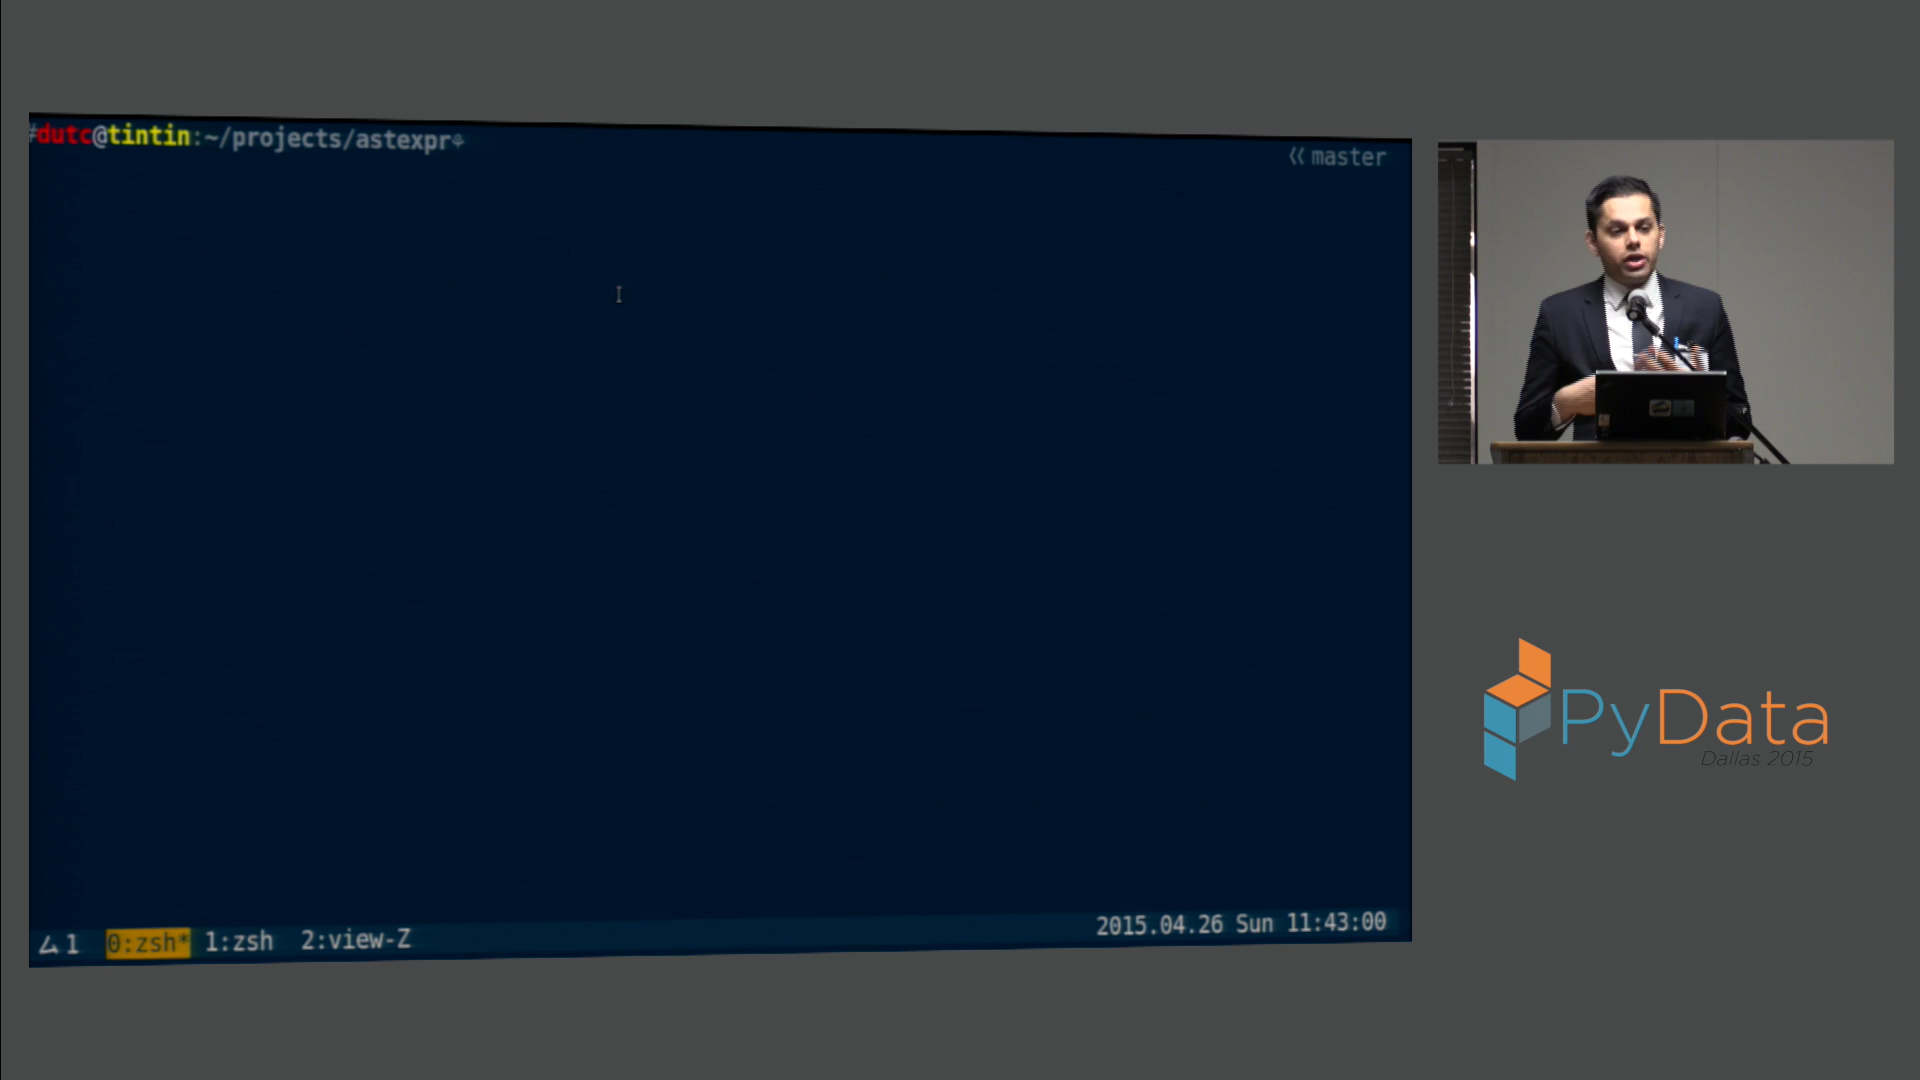 #dutc@tintin:~/projects/astexpr
«master
1 0:zsh* 1:zsh 2:view-Z
2015.04.26 Sun 11:43:00
PyData
Dallas 2015